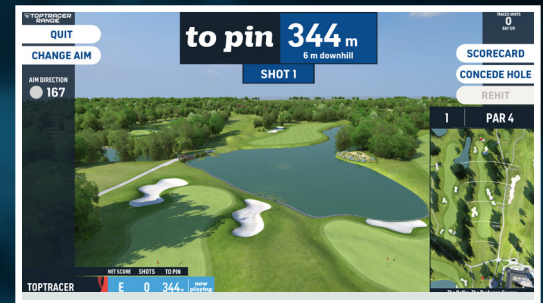 TOPTRACER
RANGE
QUIT
CHANGE AIM
AIM DIRECTION
167
to pin 344 m
6 m downhill
SHOT 1
TRACED SHOTS
0
SCORECARD
CONCEDE HOLE
REHIT
1 PAR 4
NET SCORE SHOTS TO PIN
TOPTRACER E 0 344 m now
playing